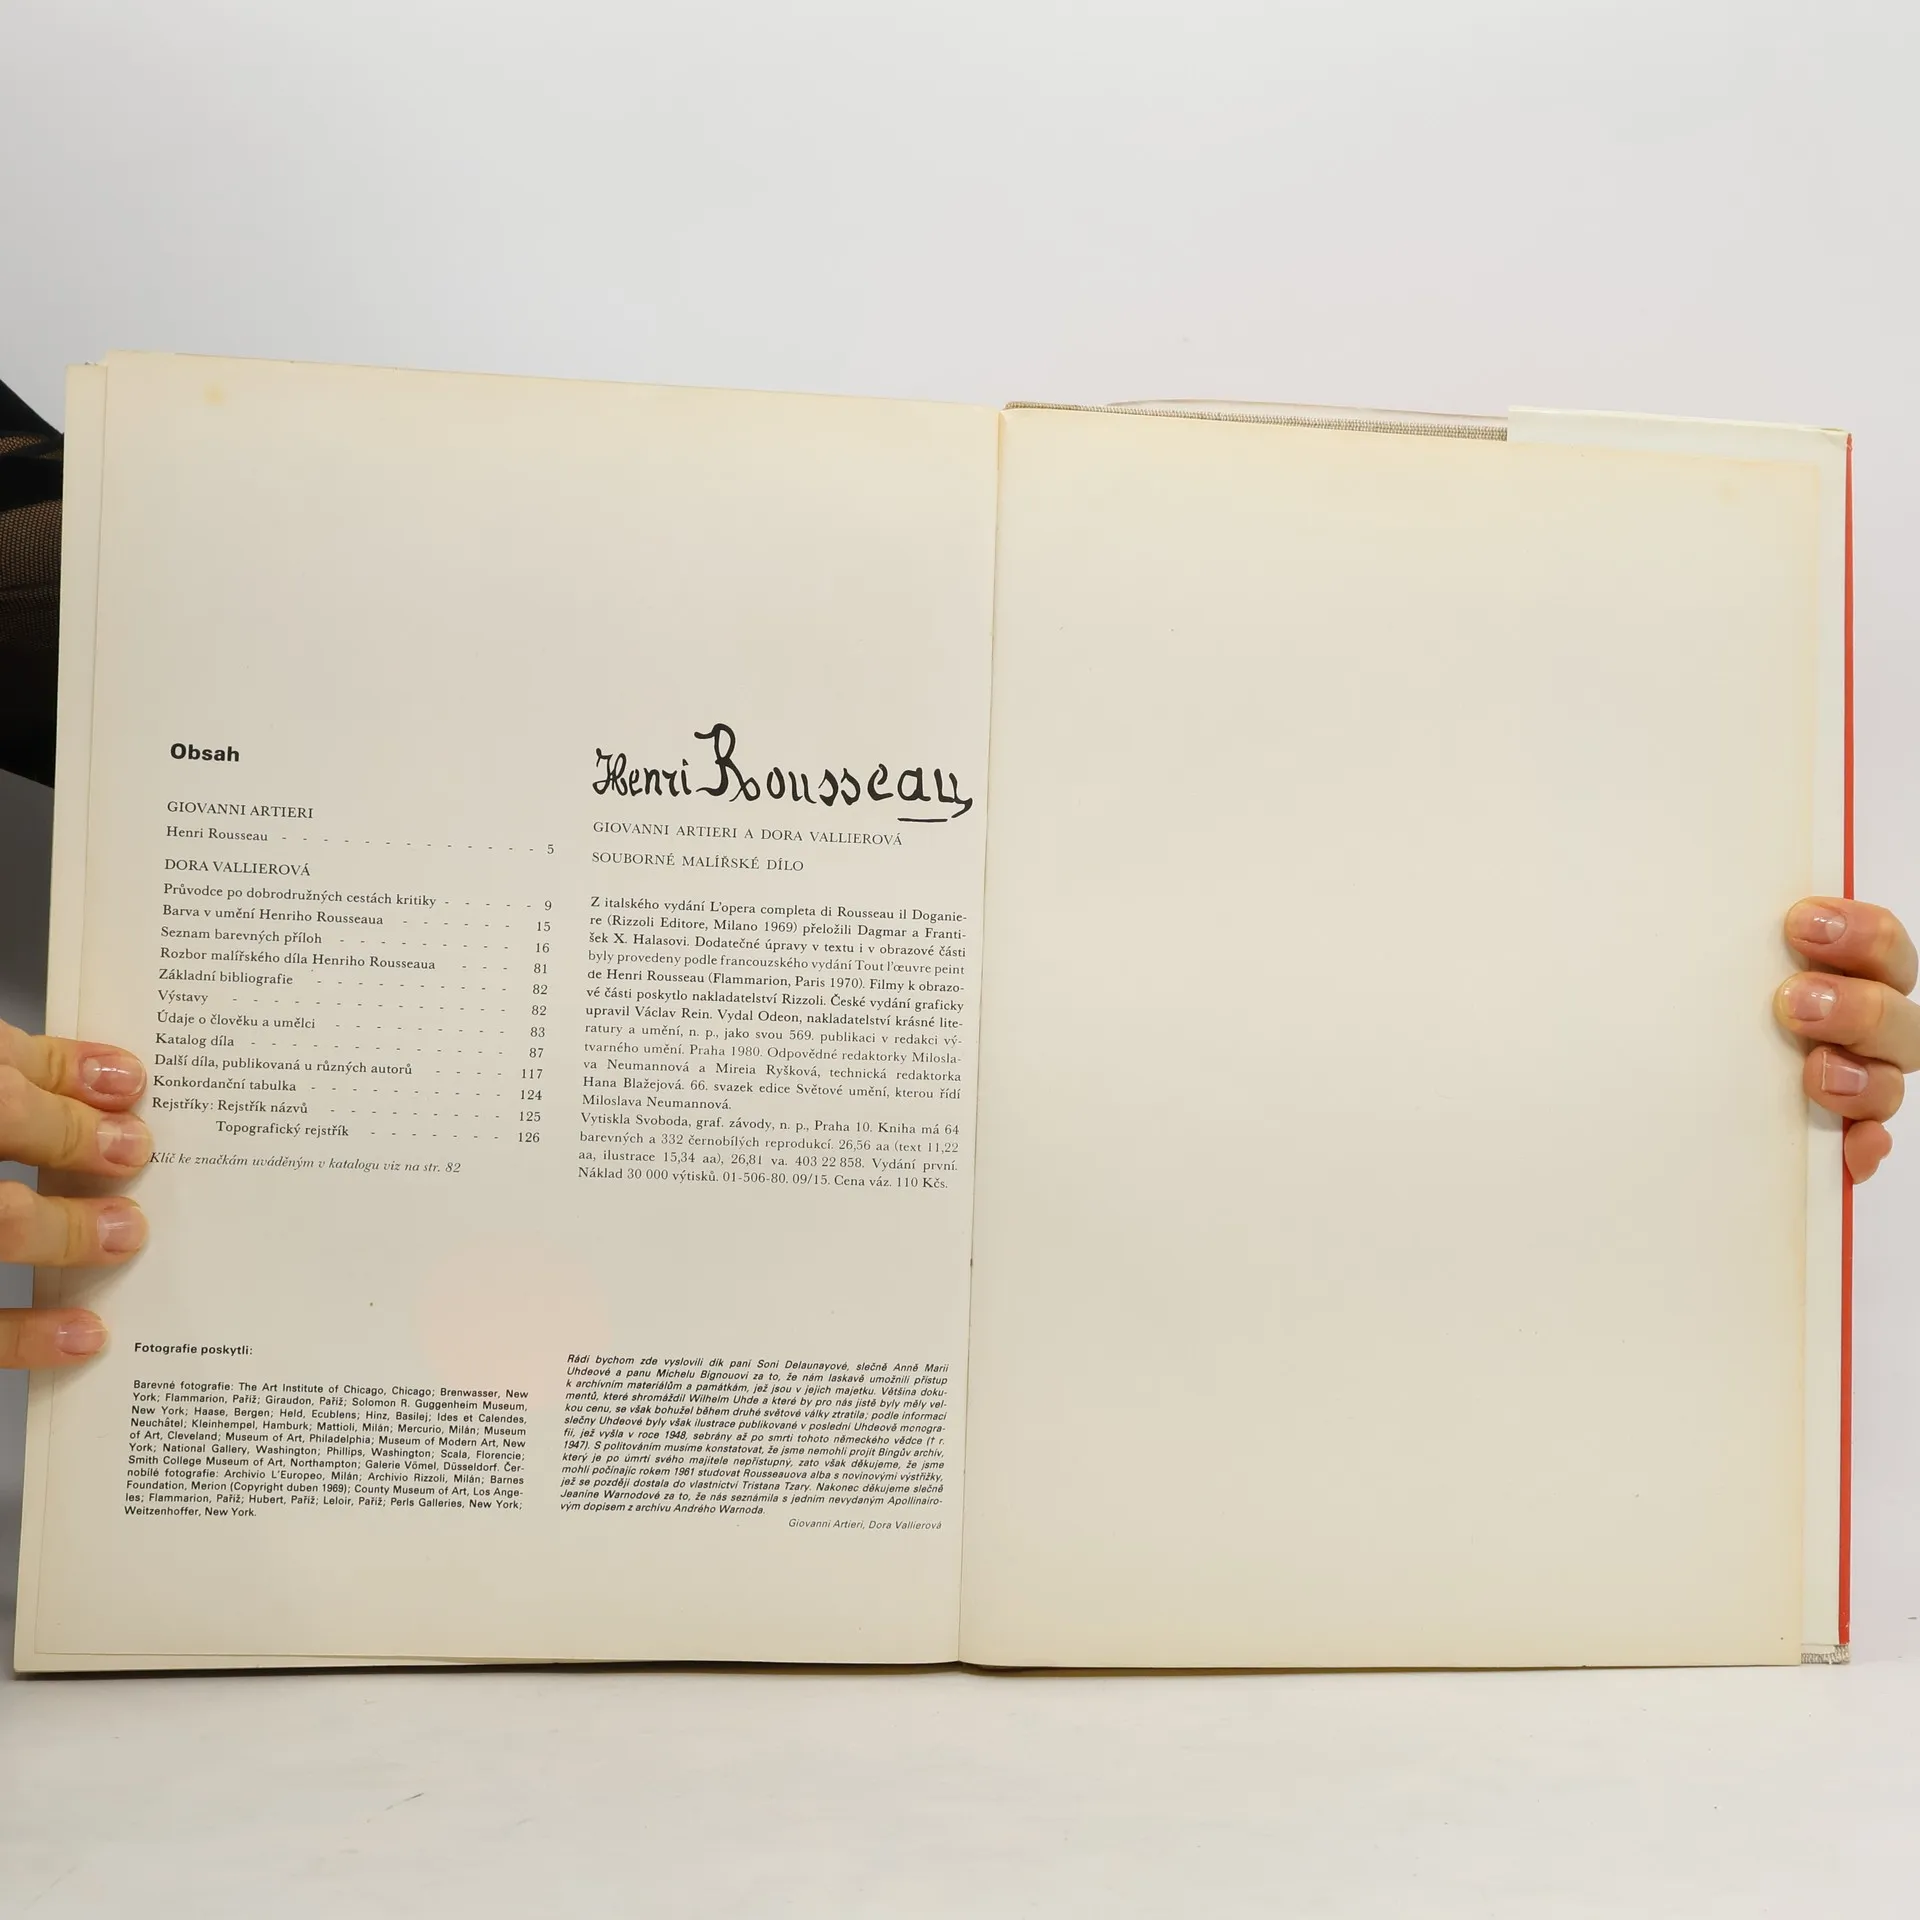 Obsah
GIOVANNI ARTIERI
Henri Rousseau - - - - - - - - - - - - - 5
DORA VALLIEROVÁ
Průvodce po dobrodružných cestách kritiky - - - - - 9
Barva v umění Henriho Rousseaua - - - - - - 15
Seznam barevných příloh - - - - - - - - - 16
Rozbor malířského díla Henriho Rousseaua - - - 81
Základní bibliografie - - - - - - - - - - 82
Výstavy - - - - - - - - - - - - - - 82
Údaje o člověku a umělci - - - - - - - - - 83
Katalog díla - - - - - - - - - - - - - 87
Další díla, publikovaná u různých autorů - - - - 117
Konkordanční tabulka - - - - - - - - - - 124
Rejstříky: Rejstřík názvů - - - - - - - - - 125
Topografický rejstřík - - - - - - - 126
Klíč ke značkám uváděným v katalogu viz na str. 82
Henri Rousseau
GIOVANNI ARTIERI A DORA VALLIEROVÁ
SOUBORNÉ MALÍŘSKÉ DÍLO
Z italského vydání L'opera completa di Rousseau il Doganie-
re (Rizzoli Editore, Milano 1969) přeložili Dagmar a Franti-
šek X. Halasovi. Dodatečné úpravy v textu i v obrazové části
byly provedeny podle francouzského vydání Tout l'œuvre peint
de Henri Rousseau (Flammarion, Paris 1970). Filmy k obrazo-
vé části poskytlo nakladatelství Rizzoli. České vydání graficky
upravil Václav Rein. Vydal Odeon, nakladatelství krásné lite-
ratury a umění, n. p., jako svou 569. publikaci v redakci vý-
tvarného umění. Praha 1980. Odpovědné redaktorky Milosla-
va Neumannová a Mireia Ryšková, technická redaktorka
Hana Blažejová. 66. svazek edice Světové umění, kterou řídí
Miloslava Neumannová.
Vytiskla Svoboda, graf. závody, n. p., Praha 10. Kniha má 64
barevných a 332 černobílých reprodukcí. 26,56 aa (text 11,22
aa, ilustrace 15,34 aa), 26,81 va. 403 22 858. Vydání první.
Náklad 30 000 výtisků. 01-506-80. 09/15. Cena váz. 110 Kčs.
Fotografie poskytli:
Barevné fotografie: The Art Institute of Chicago, Chicago; Brenwasser, New
York; Flammarion, Paříž; Giraudon, Paříž; Solomon R. Guggenheim Museum,
New York; Haase, Bergen; Held, Ecublens; Hinz, Basilej; Ides et Calendes,
Neuchâtel; Kleinhempel, Hamburk; Mattioli, Milán; Mercurio, Milán; Museum
of Art, Cleveland; Museum of Art, Philadelphia; Museum of Modern Art, New
York; National Gallery, Washington; Phillips, Washington; Scala, Florencie;
Smith College Museum of Art, Northampton; Galerie Vömel, Düsseldorf. Čer-
nobílé fotografie: Archivio L'Europeo, Milán; Archivio Rizzoli, Milán; Barnes
Foundation, Merion (Copyright duben 1969); County Museum of Art, Los Ange-
les; Flammarion, Paříž; Hubert, Paříž; Leloir, Paříž; Perls Galleries, New York;
Weitzenhoffer, New York.
Rádi bychom zde vyslovili dík paní Soni Delaunayové, slečně Anně Marii
Uhdeové a panu Michelu Bignouovi za to, že nám laskavě umožnili přístup
k archivním materiálům a památkám, jež jsou v jejich majetku. Většina doku-
mentů, které shromáždil Wilhelm Uhde a které by pro nás jistě byly měly vel-
kou cenu, se však bohužel během druhé světové války ztratila; podle informací
slečny Uhdeové byly však ilustrace publikované v poslední Uhdeově monogra-
fii, jež vyšla v roce 1948, sebrány až po smrti tohoto německého vědce († r.
1947). S politováním musíme konstatovat, že jsme nemohli projít Bingův archív,
který je po úmrtí svého majitele nepřístupný, zato však děkujeme, že jsme
mohli počínajíc rokem 1961 studovat Rousseauova alba s novinovými výstřižky,
jež se později dostala do vlastnictví Tristana Tzary. Nakonec děkujeme slečně
Jeanine Warnodové za to, že nás seznámila s jedním nevydaným Apollinairo-
vým dopisem z archívu Andrého Warnoda.
Giovanni Artieri, Dora Vallierová